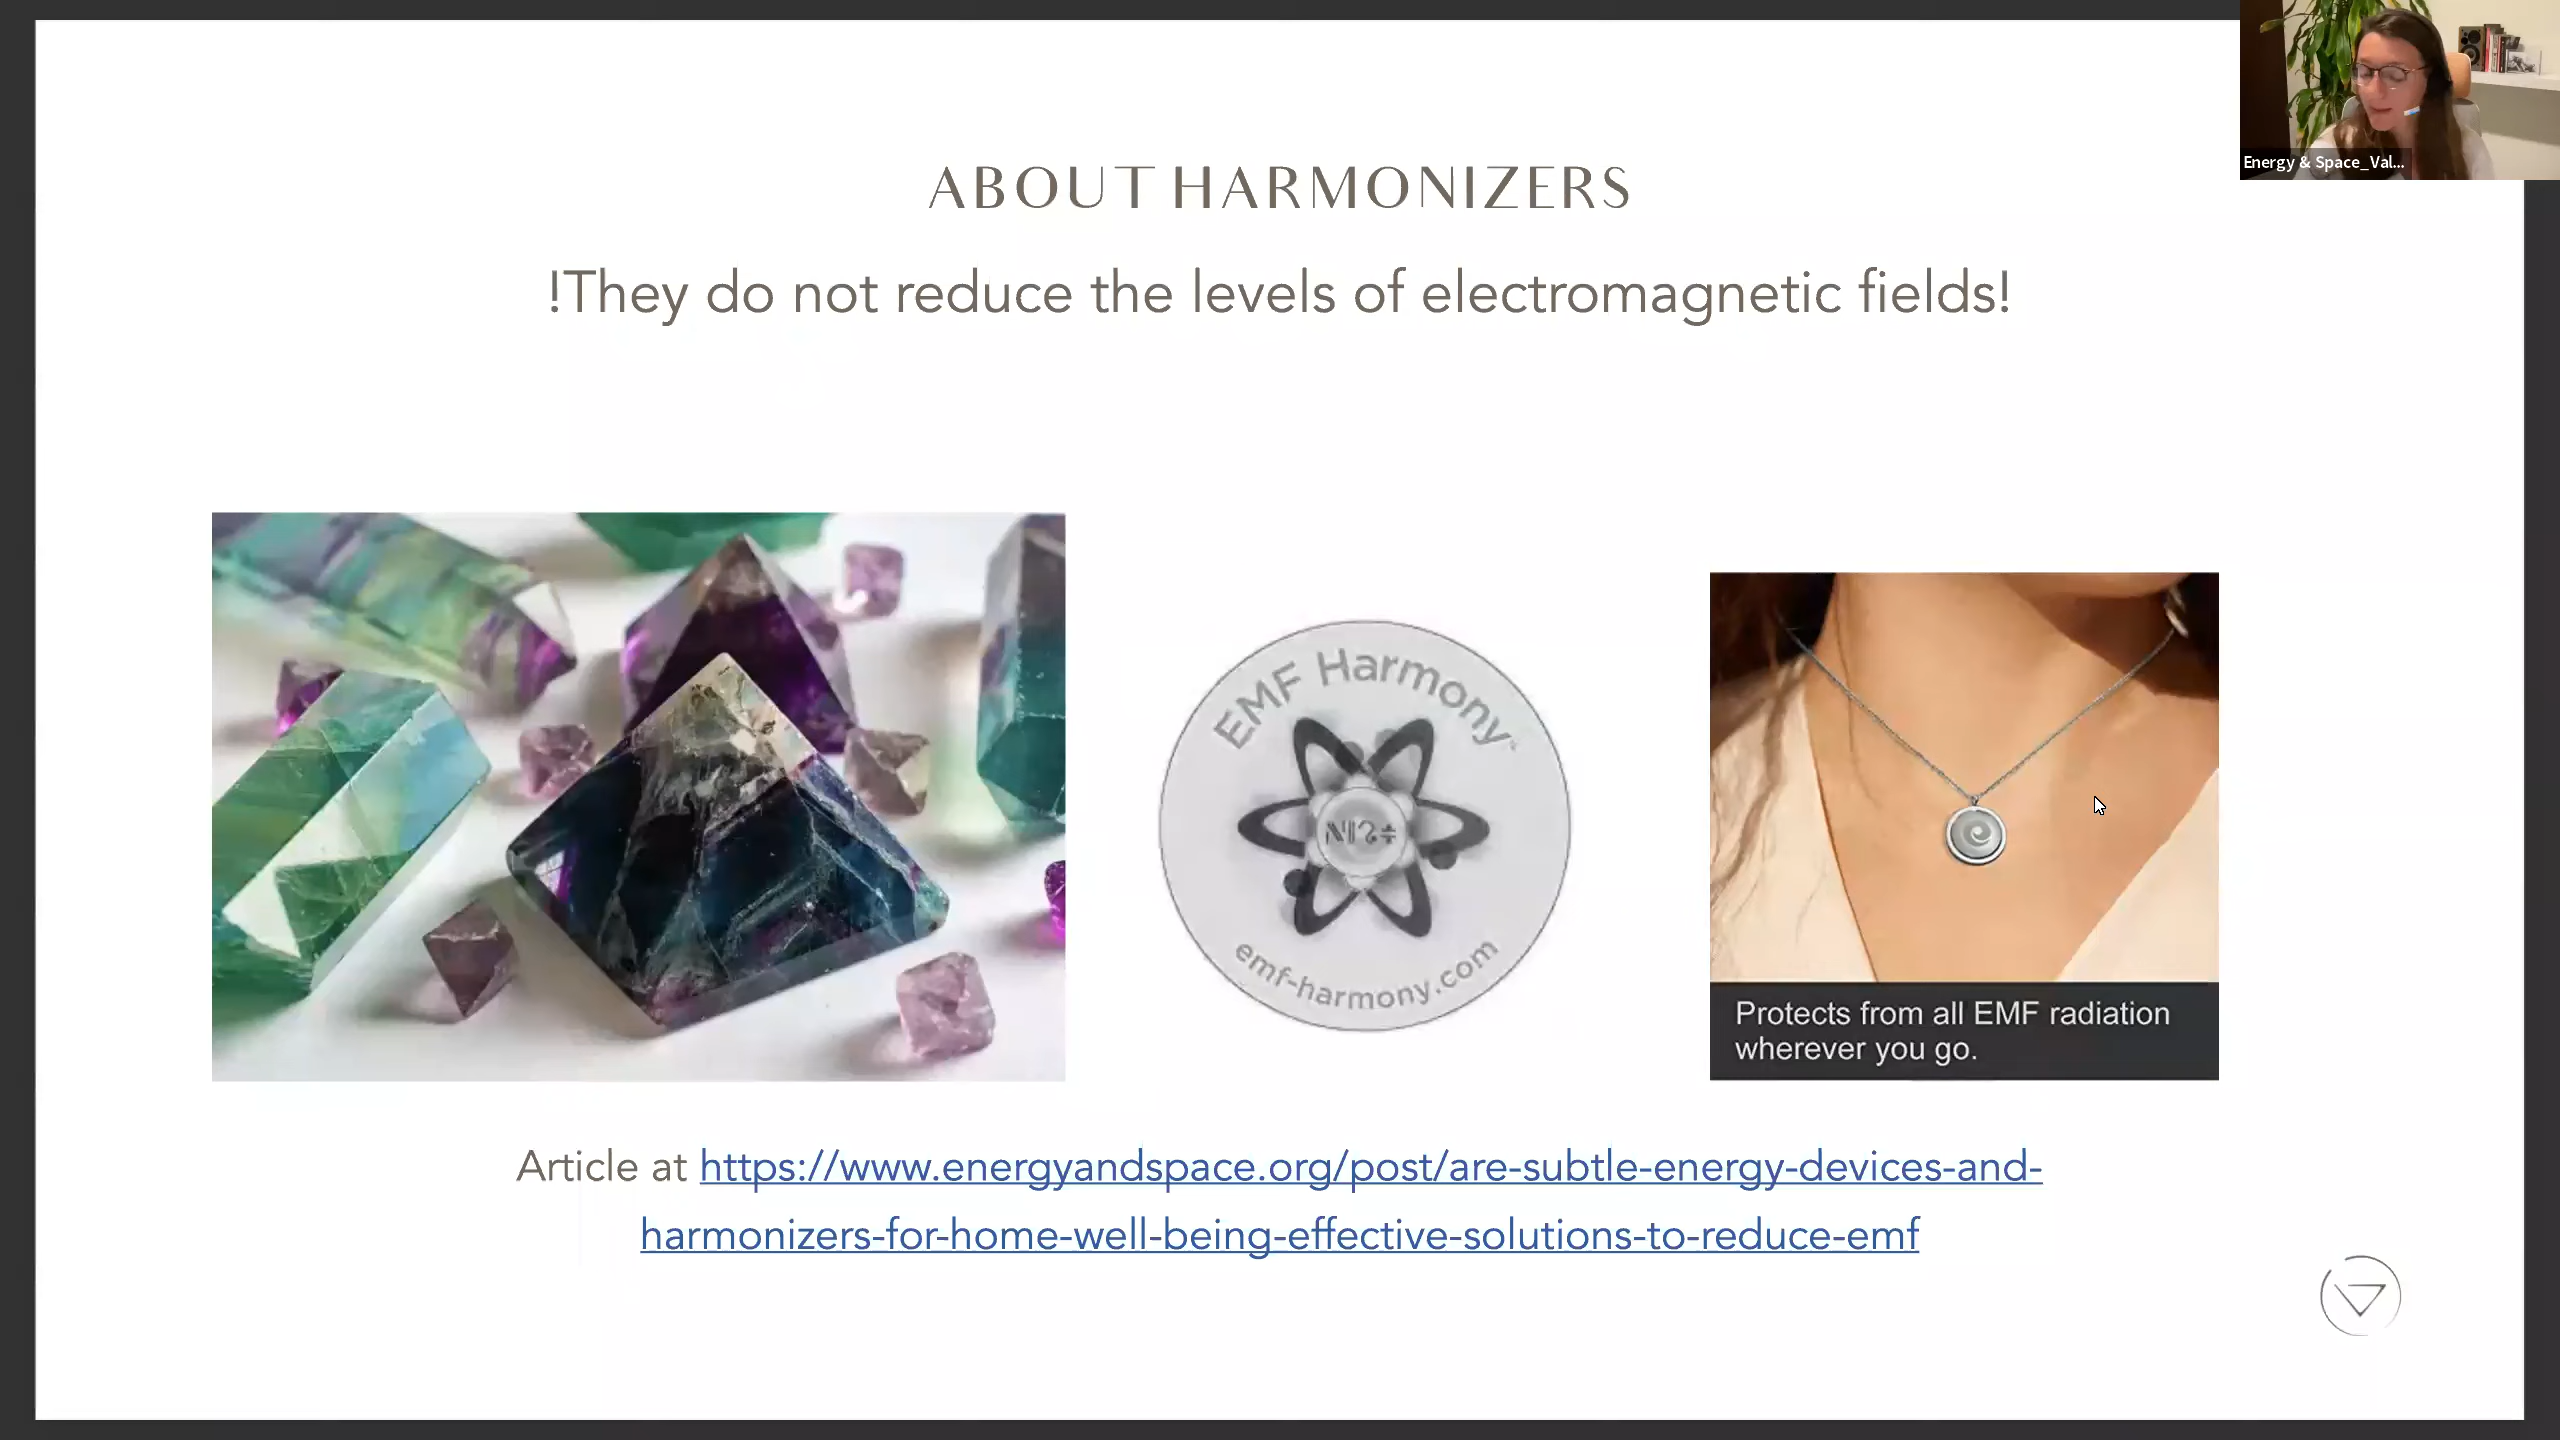 Energy & Space_Val...
ABOUT HARMONIZERS
!They do not reduce the levels of electromagnetic fields!
EMF Harmony
emf-harmony.com
Protects from all EMF radiation
wherever you go.
Article at https://www.energyandspace.org/post/are-subtle-energy-devices-and-
harmonizers-for-home-well-being-effective-solutions-to-reduce-emf